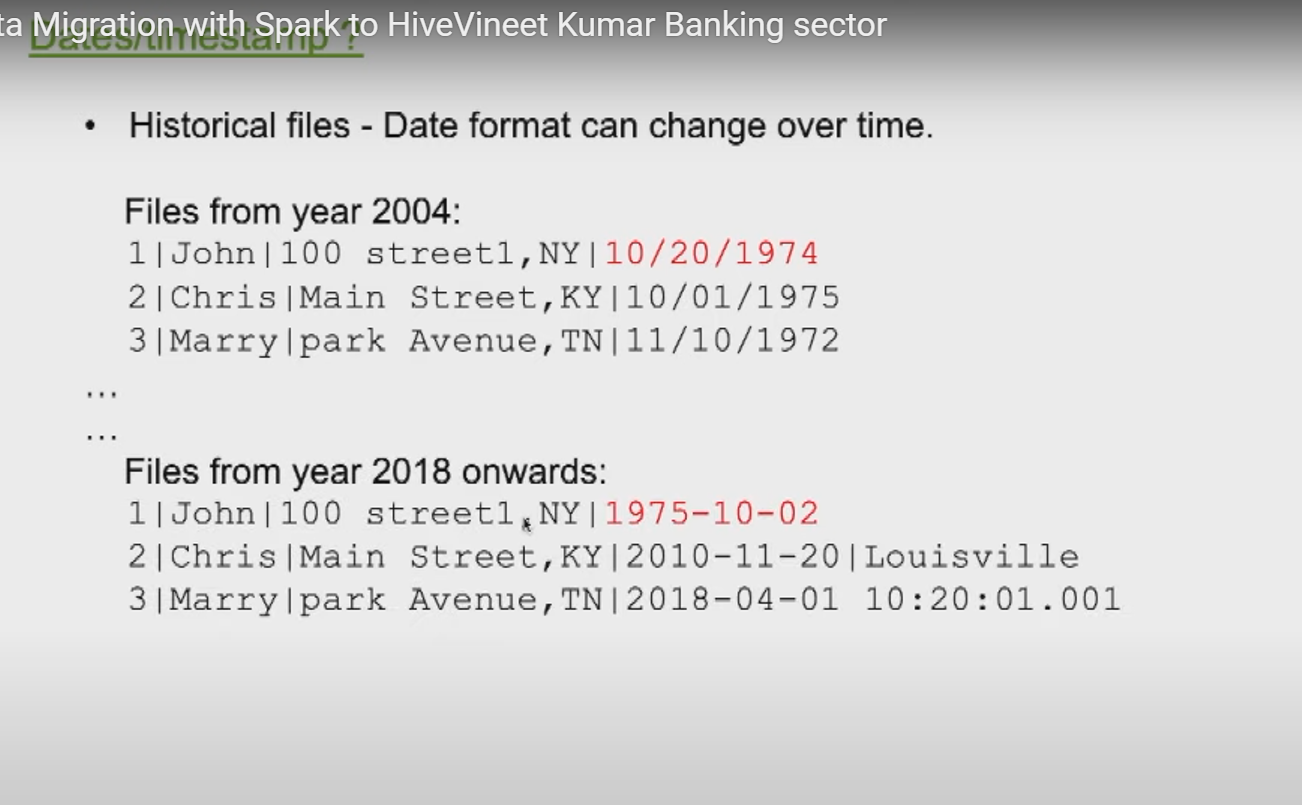 ta Migration with Spark to HiveVineet Kumar Banking sector
Dates/timestamp ?
• Historical files - Date format can change over time.
Files from year 2004:
1|John|100 street1,NY|10/20/1974
2|Chris|Main Street,KY|10/01/1975
3|Marry|park Avenue,TN|11/10/1972
...
...
Files from year 2018 onwards:
1|John|100 street1,NY|1975-10-02
2|Chris|Main Street,KY|2010-11-20|Louisville
3|Marry|park Avenue,TN|2018-04-01 10:20:01.001